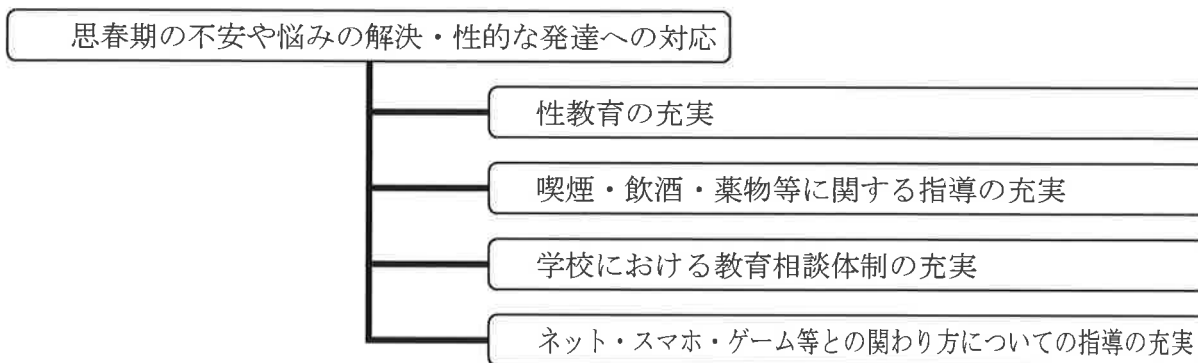 思春期の不安や悩みの解決・性的な発達への対応
性教育の充実
喫煙・飲酒・薬物等に関する指導の充実
学校における教育相談体制の充実
ネット・スマホ・ゲーム等との関わり方についての指導の充実